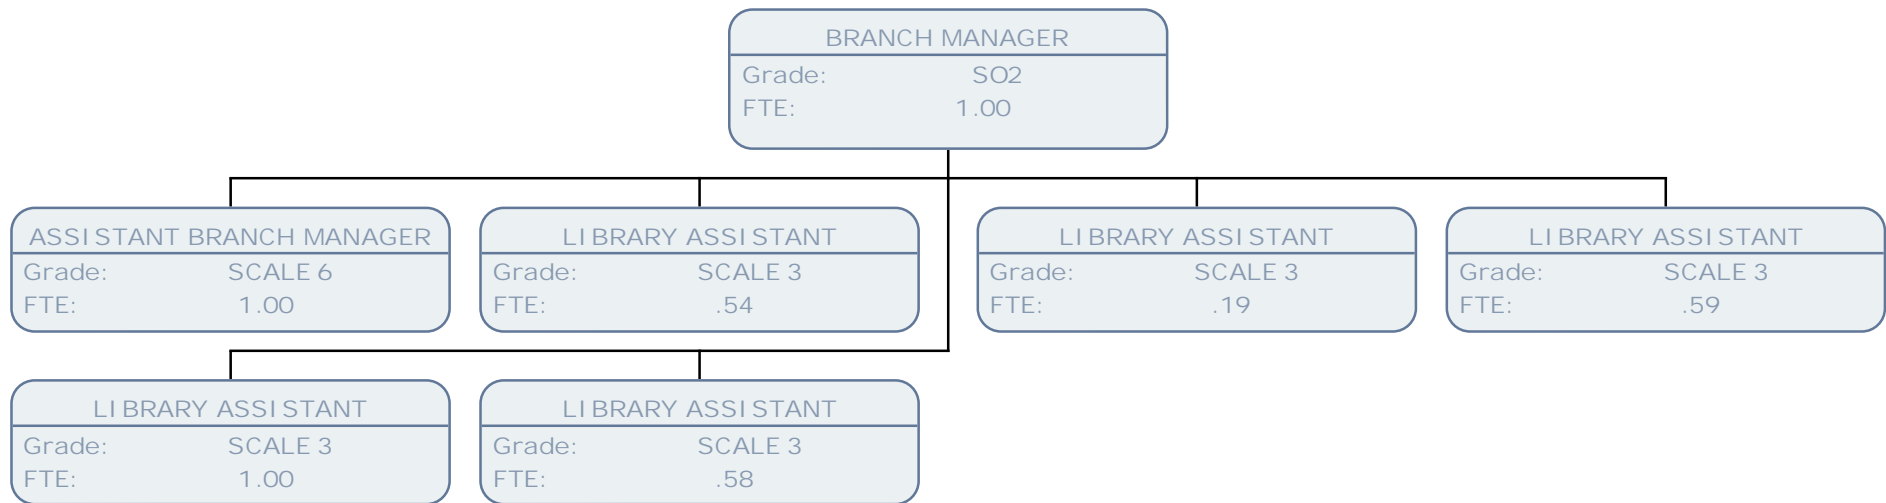 BRANCH MANAGER
Grade: SO2
FTE: 1.00
ASSISTANT BRANCH MANAGER
Grade: SCALE 6
FTE: 1.00
LIBRARY ASSISTANT
Grade: SCALE 3
FTE: .54
LIBRARY ASSISTANT
Grade: SCALE 3
FTE: .19
LIBRARY ASSISTANT
Grade: SCALE 3
FTE: .59
LIBRARY ASSISTANT
Grade: SCALE 3
FTE: 1.00
LIBRARY ASSISTANT
Grade: SCALE 3
FTE: .58